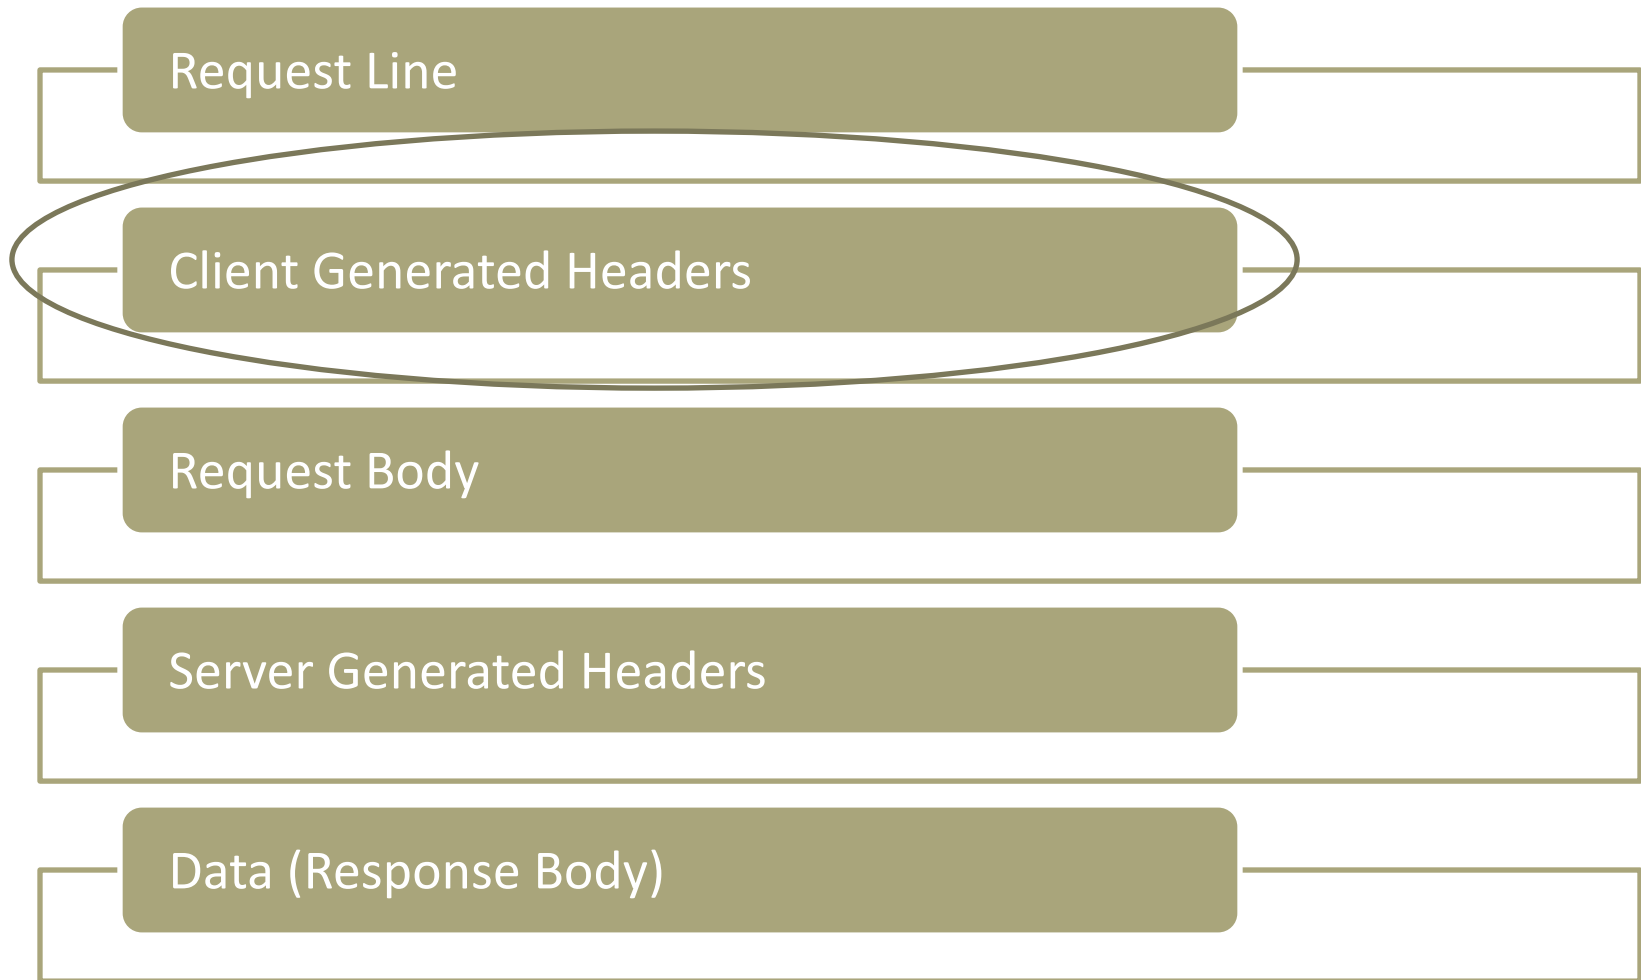 Request Line
Client Generated Headers
Request Body
Server Generated Headers
Data (Response Body)